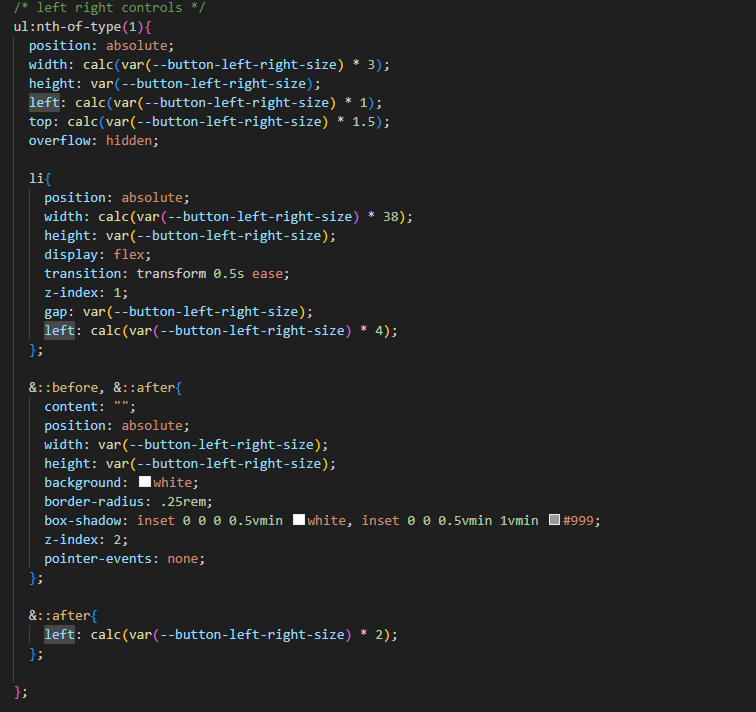 /* left right controls */
ul:nth-of-type(1){
position: absolute;
width: calc(var(--button-left-right-size) * 3);
height: var(--button-left-right-size);
left: calc(var(--button-left-right-size) * 1);
top: calc(var(--button-left-right-size) * 1.5);
overflow: hidden;
li{
position: absolute;
width: calc(var(--button-left-right-size) * 38);
height: var(--button-left-right-size);
display: flex;
transition: transform 0.5s ease;
z-index: 1;
gap: var(--button-left-right-size);
left: calc(var(--button-left-right-size) * 4);
};
&::before, &::after{
content: "";
position: absolute;
width: var(--button-left-right-size);
height: var(--button-left-right-size);
background: white;
border-radius: .25rem;
box-shadow: inset 0 0 0 0.5vmin white, inset 0 0 0.5vmin 1vmin #999;
z-index: 2;
pointer-events: none;
};
&::after{
left: calc(var(--button-left-right-size) * 2);
};
};